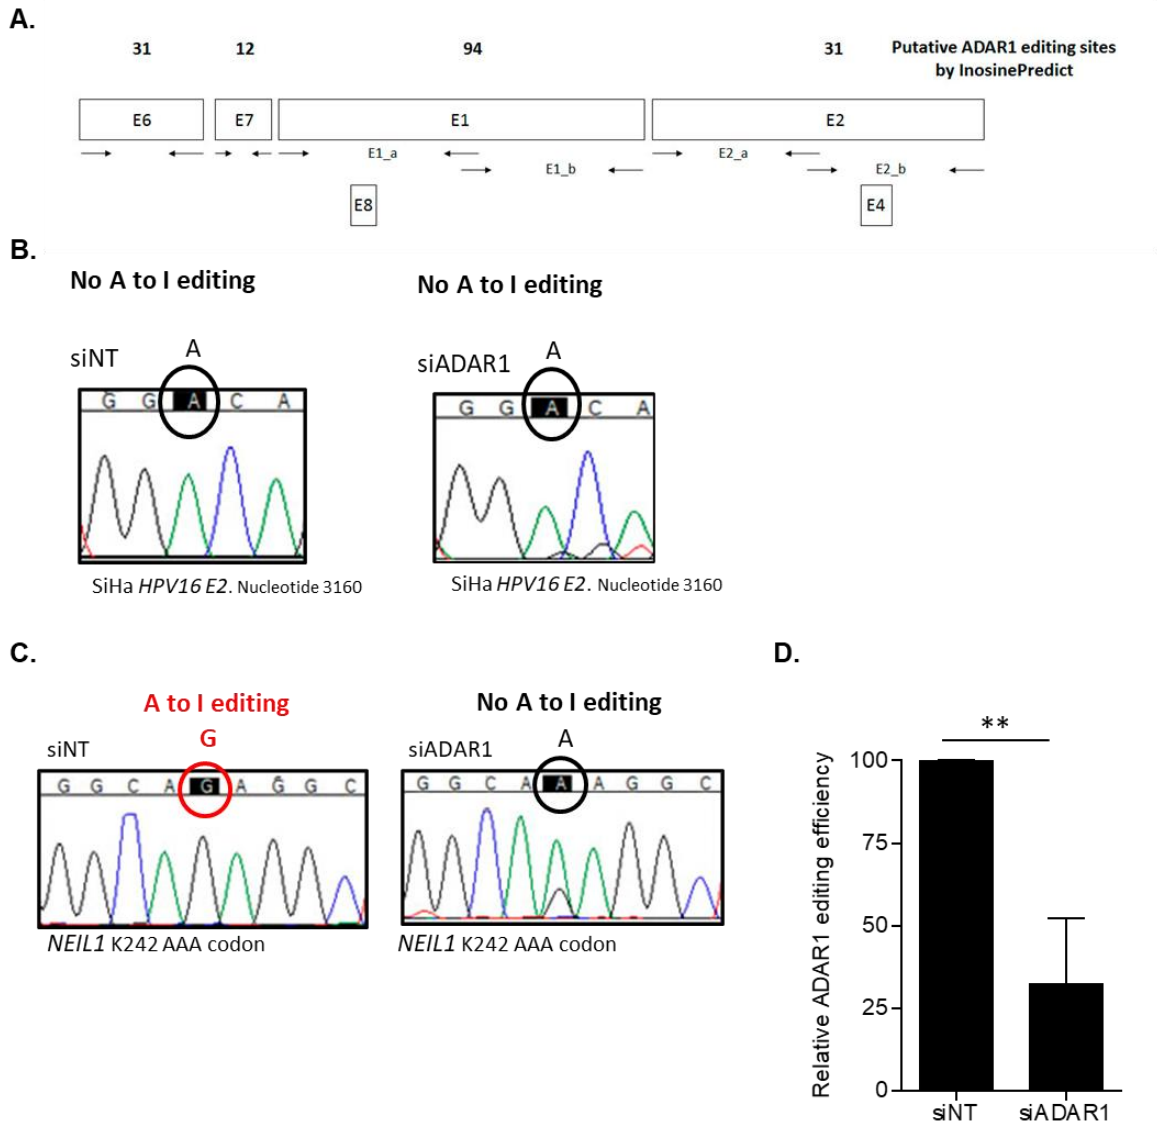 A.
31 12 94 31 Putative ADAR1 editing sites
by InosinePredict
E6 E7 E1 E2
E1_a E2_a
E1_b E2_b
E8 E4
B.
No A to I editing No A to I editing
siNT A siADAR1 A
G G A C A G G A C A
SiHa HPV16 E2. Nucleotide 3160 SiHa HPV16 E2. Nucleotide 3160
C. D.
A to I editing No A to I editing
siNT G siADAR1 A
G G C A G A G G C G G C A A A G G C
NEIL1 K242 AAA codon NEIL1 K242 AAA codon
**
Relative ADAR1 editing efficiency
100
75
50
25
0
siNT siADAR1